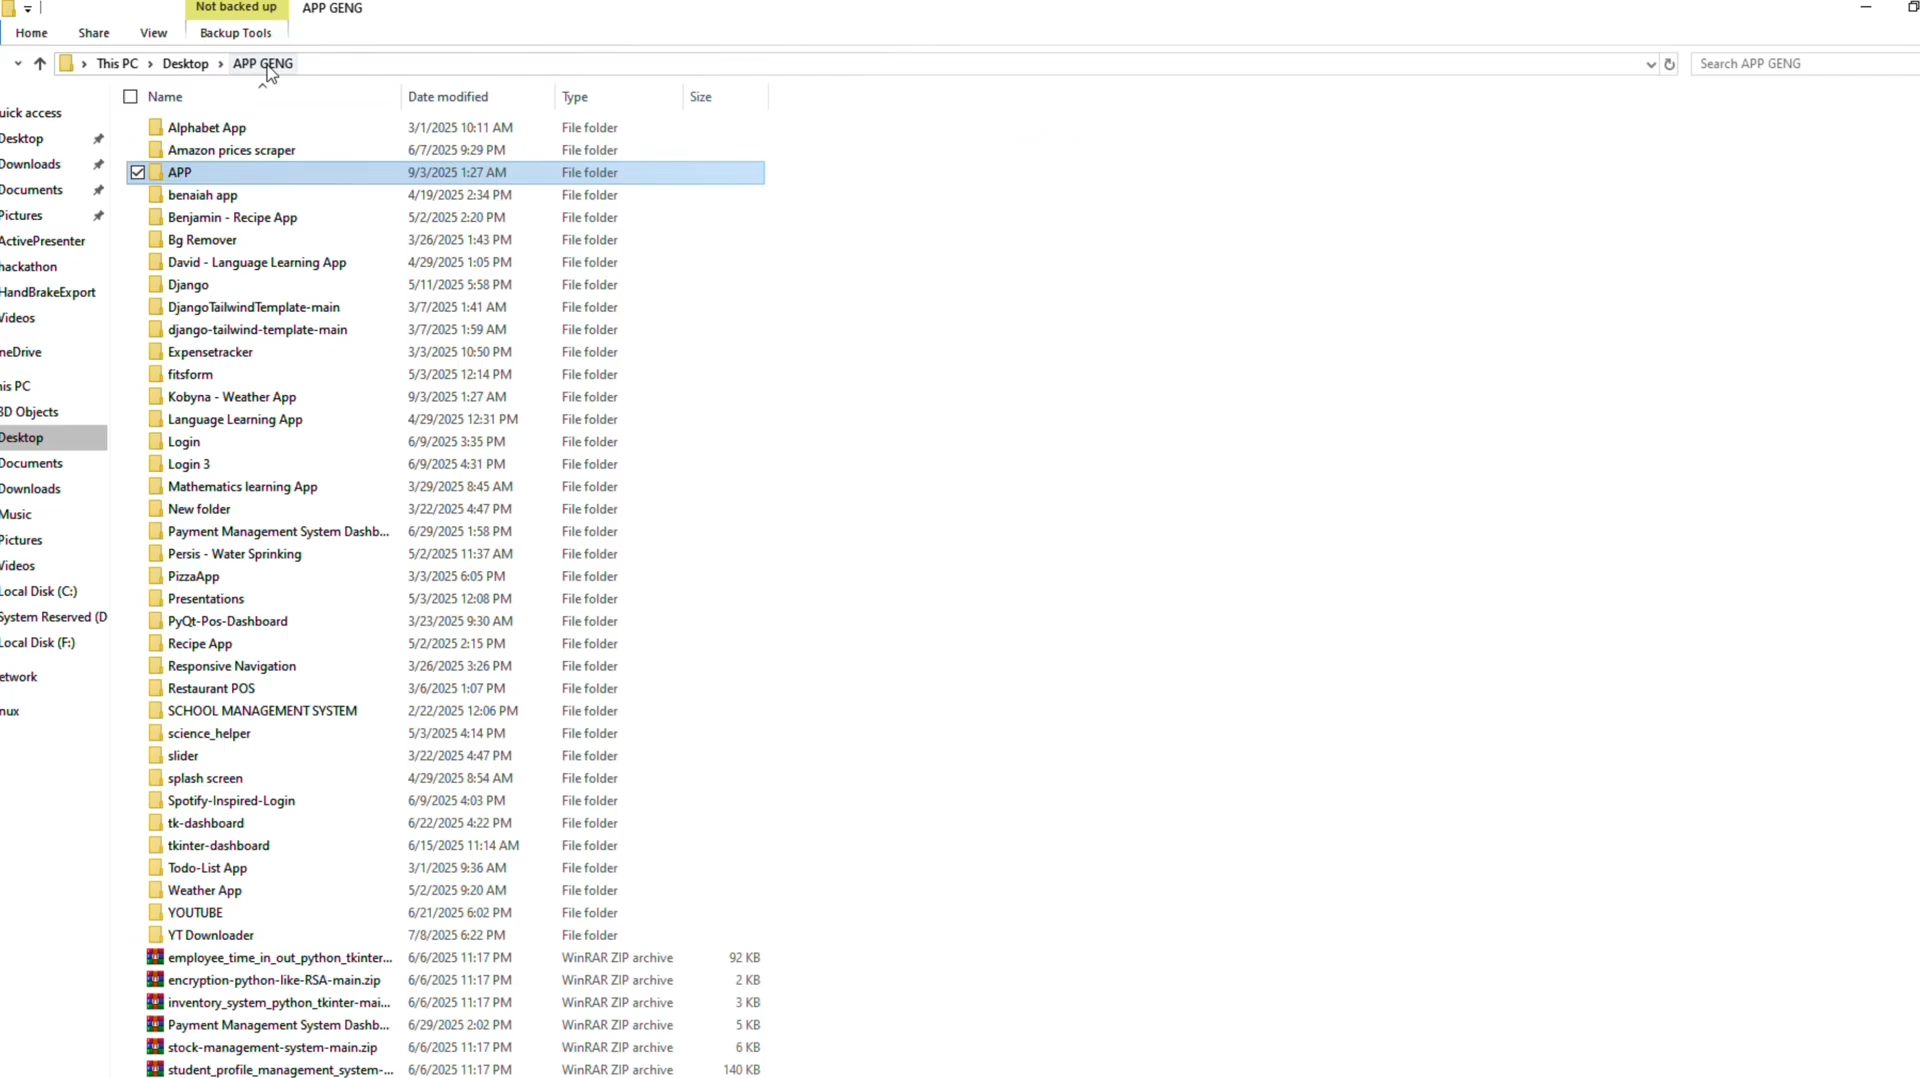 Not backed up APP GENG
Home Share View Backup Tools
This PC Desktop APP GENG Search APP GENG
Name Date modified Type Size
uick access
Desktop
Downloads
Documents
Pictures
ActivePresenter
hackathon
HandBrakeExport
Videos
neDrive
his PC
3D Objects
Desktop
Documents
Downloads
Music
Pictures
Videos
Local Disk (C:)
System Reserved (D
Local Disk (F:)
etwork
nux
Alphabet App 3/1/2025 10:11 AM File folder
Amazon prices scraper 6/7/2025 9:29 PM File folder
APP 9/3/2025 1:27 AM File folder
benaiah app 4/19/2025 2:34 PM File folder
Benjamin - Recipe App 5/2/2025 2:20 PM File folder
Bg Remover 3/26/2025 1:43 PM File folder
David - Language Learning App 4/29/2025 1:05 PM File folder
Django 5/11/2025 5:58 PM File folder
DjangoTailwindTemplate-main 3/7/2025 1:41 AM File folder
django-tailwind-template-main 3/7/2025 1:59 AM File folder
Expensetracker 3/3/2025 10:50 PM File folder
fitsform 5/3/2025 12:14 PM File folder
Kobyna - Weather App 9/3/2025 1:27 AM File folder
Language Learning App 4/29/2025 12:31 PM File folder
Login 6/9/2025 3:35 PM File folder
Login 3 6/9/2025 4:31 PM File folder
Mathematics learning App 3/29/2025 8:45 AM File folder
New folder 3/22/2025 4:47 PM File folder
Payment Management System Dashb... 6/29/2025 1:58 PM File folder
Persis - Water Sprinking 5/2/2025 11:37 AM File folder
PizzaApp 3/3/2025 6:05 PM File folder
Presentations 5/3/2025 12:08 PM File folder
PyQt-Pos-Dashboard 3/23/2025 9:30 AM File folder
Recipe App 5/2/2025 2:15 PM File folder
Responsive Navigation 3/26/2025 3:26 PM File folder
Restaurant POS 3/6/2025 1:07 PM File folder
SCHOOL MANAGEMENT SYSTEM 2/22/2025 12:06 PM File folder
science_helper 5/3/2025 4:14 PM File folder
slider 3/22/2025 4:47 PM File folder
splash screen 4/29/2025 8:54 AM File folder
Spotify-Inspired-Login 6/9/2025 4:03 PM File folder
tk-dashboard 6/22/2025 4:22 PM File folder
tkinter-dashboard 6/15/2025 11:14 AM File folder
Todo-List App 3/1/2025 9:36 AM File folder
Weather App 5/2/2025 9:20 AM File folder
YOUTUBE 6/21/2025 6:02 PM File folder
YT Downloader 7/8/2025 6:22 PM File folder
employee_time_in_out_python_tkinter... 6/6/2025 11:17 PM WinRAR ZIP archive 92 KB
encryption-python-like-RSA-main.zip 6/6/2025 11:17 PM WinRAR ZIP archive 2 KB
inventory_system_python_tkinter-mai... 6/6/2025 11:17 PM WinRAR ZIP archive 3 KB
Payment Management System Dashb... 6/29/2025 2:02 PM WinRAR ZIP archive 5 KB
stock-management-system-main.zip 6/6/2025 11:17 PM WinRAR ZIP archive 6 KB
student_profile_management_system-... 6/6/2025 11:17 PM WinRAR ZIP archive 140 KB